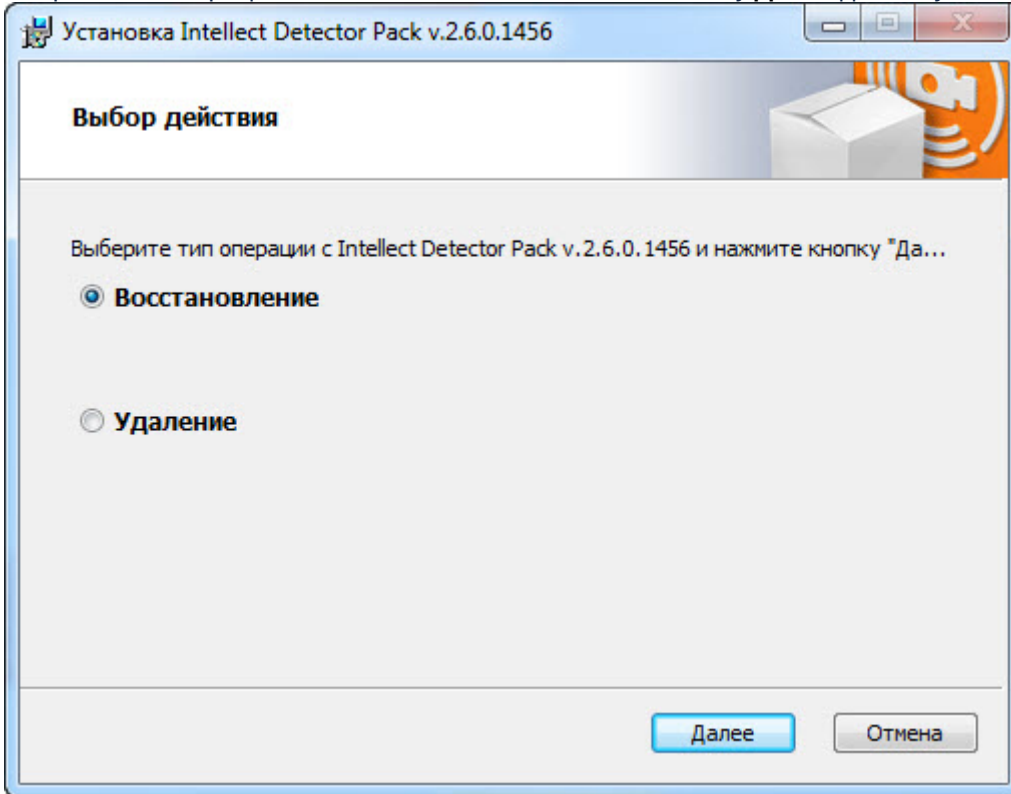 Установка Intellect Detector Pack v.2.6.0.1456
Выбор действия
Выберите тип операции с Intellect Detector Pack v.2.6.0.1456 и нажмите кнопку "Да...
Восстановление
Удаление
Далее
Отмена